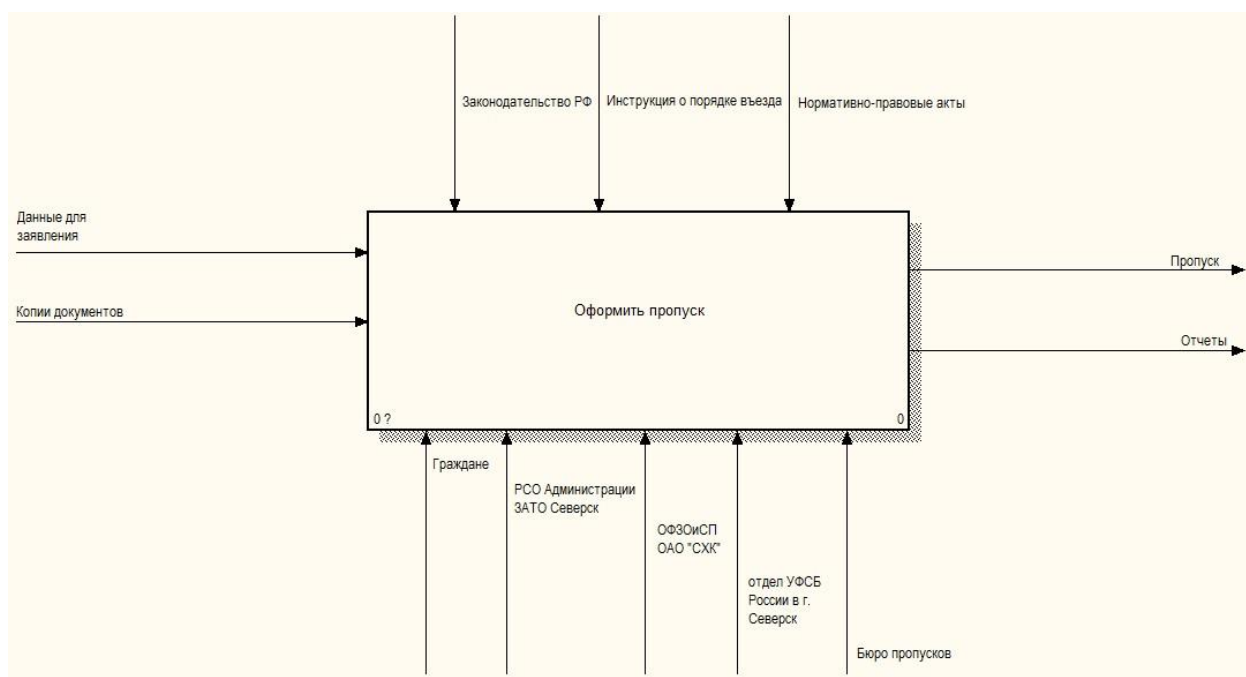 Законодательство РФ
Инструкция о порядке въезда
Нормативно-правовые акты
Данные для
заявления
Копии документов
Оформить пропуск
Пропуск
Отчеты
0 ?
0
Граждане
РСО Администрации
ЗАТО Северск
ОФЗОиСП
ОАО "СХК"
отдел УФСБ
России в г.
Северск
Бюро пропусков